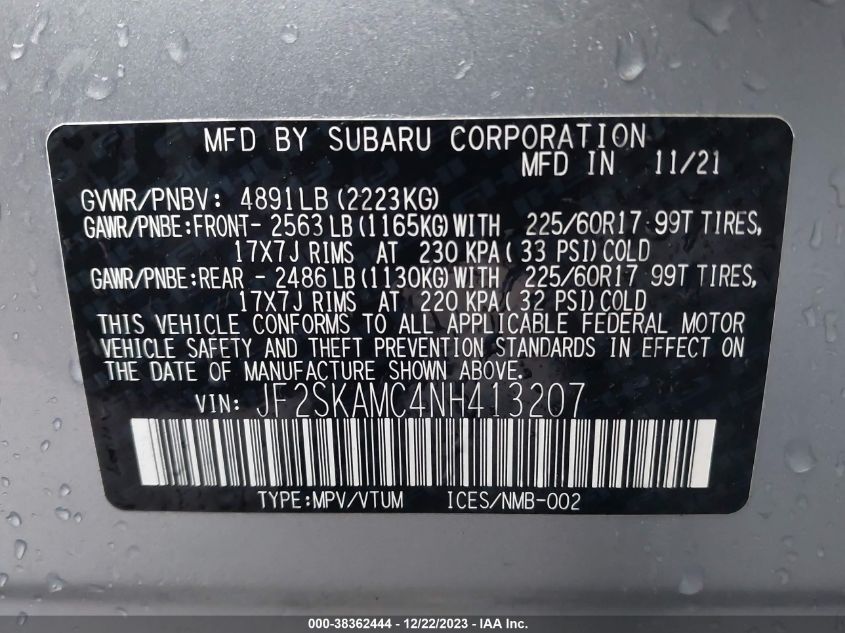 MFD BY SUBARU CORPORATION
MFD IN 11/21
GVWR/PNBV: 4891LB (2223KG)
GAWR/PNBE:FRONT- 2563 LB (1165KG)WITH 225/60R17 99T TIRES,
17X7J RIMS AT 230 KPA( 33 PSI)COLD
GAWR/PNBE:REAR - 2486 LB (1130KG)WITH 225/60R17 99T TIRES,
17X7J RIMS AT 220 KPA( 32 PSI)COLD
THIS VEHICLE CONFORMS TO ALL APPLICABLE FEDERAL MOTOR
VEHICLE SAFETY AND THEFT PREVENTION STANDARDS IN EFFECT ON
THE DATE OF MANUFACTURE SHOWN ABOVE.
VIN: JF2SKAMC4NH413207
TYPE:MPV/VTUM ICES/NMB-002
000-38362444 - 12/22/2023 - IAA Inc.